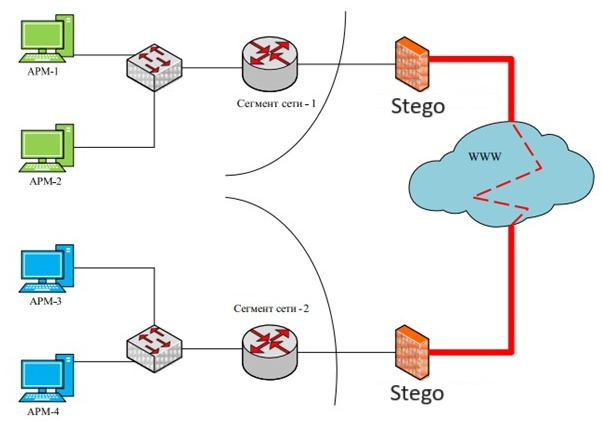 АРМ-1
Сегмент сети - 1
Stego
WWW
АРМ-2
АРМ-3
Сегмент сети -2
Stego
АРМ-4